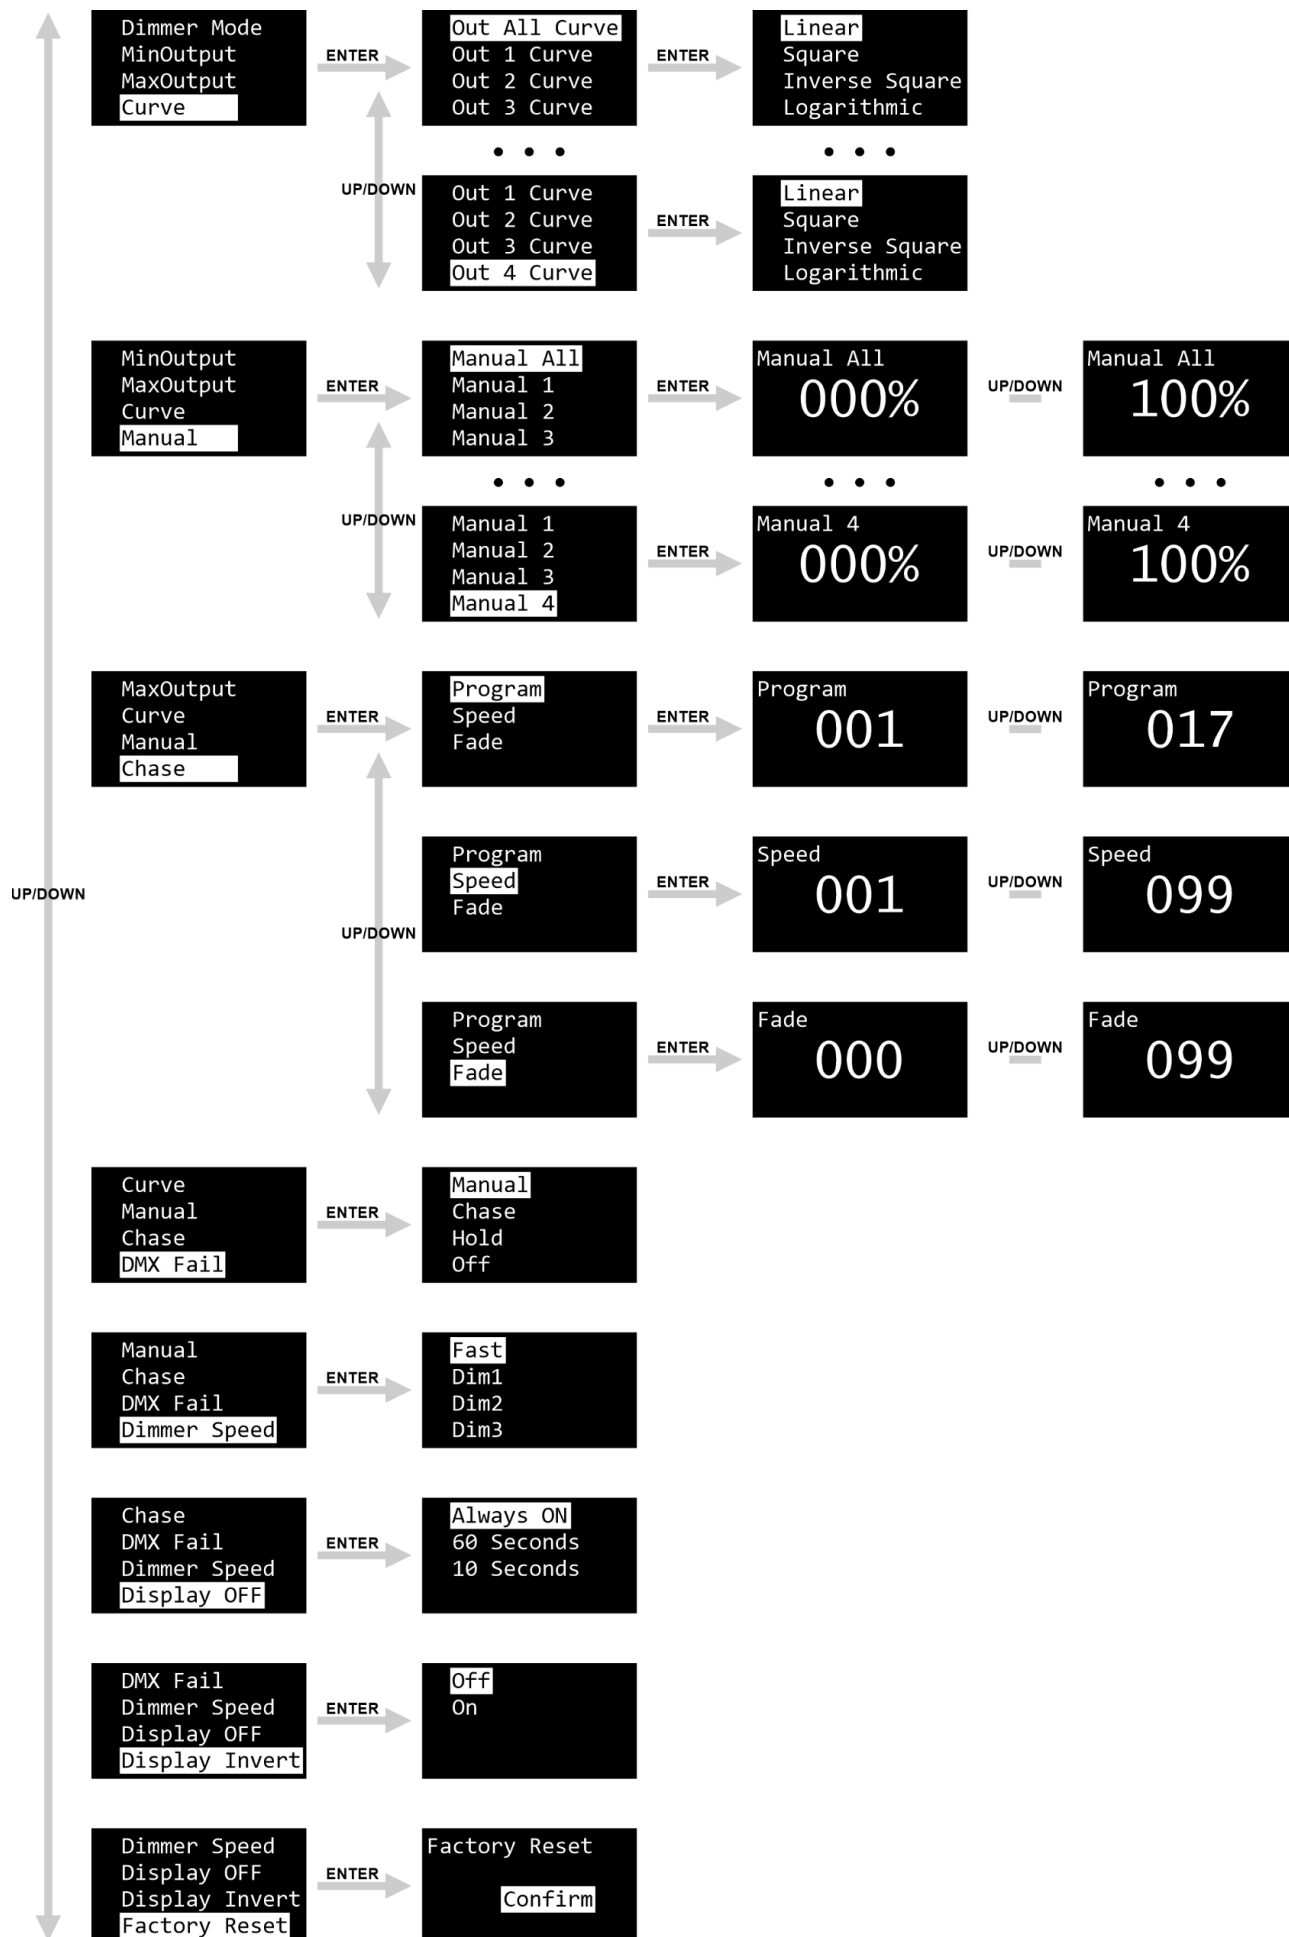 Dimmer Mode
MinOutput
MaxOutput
Curve
ENTER
Out All Curve
Out 1 Curve
Out 2 Curve
Out 3 Curve
ENTER
Linear
Square
Inverse Square
Logarithmic
• • •
• • •
UP/DOWN
Out 1 Curve
Out 2 Curve
Out 3 Curve
Out 4 Curve
ENTER
Linear
Square
Inverse Square
Logarithmic
MinOutput
MaxOutput
Curve
Manual
ENTER
Manual All
Manual 1
Manual 2
Manual 3
ENTER
Manual All
000%
UP/DOWN
Manual All
100%
• • •
• • •
• • •
UP/DOWN
Manual 1
Manual 2
Manual 3
Manual 4
ENTER
Manual 4
000%
UP/DOWN
Manual 4
100%
MaxOutput
Curve
Manual
Chase
ENTER
Program
Speed
Fade
ENTER
Program
001
UP/DOWN
Program
017
UP/DOWN
UP/DOWN
Program
Speed
Fade
ENTER
Speed
001
UP/DOWN
Speed
099
Program
Speed
Fade
ENTER
Fade
000
UP/DOWN
Fade
099
Curve
Manual
Chase
DMX Fail
ENTER
Manual
Chase
Hold
Off
Manual
Chase
DMX Fail
Dimmer Speed
ENTER
Fast
Dim1
Dim2
Dim3
Chase
DMX Fail
Dimmer Speed
Display OFF
ENTER
Always ON
60 Seconds
10 Seconds
DMX Fail
Dimmer Speed
Display OFF
Display Invert
ENTER
Off
On
Dimmer Speed
Display OFF
Display Invert
Factory Reset
ENTER
Factory Reset
Confirm